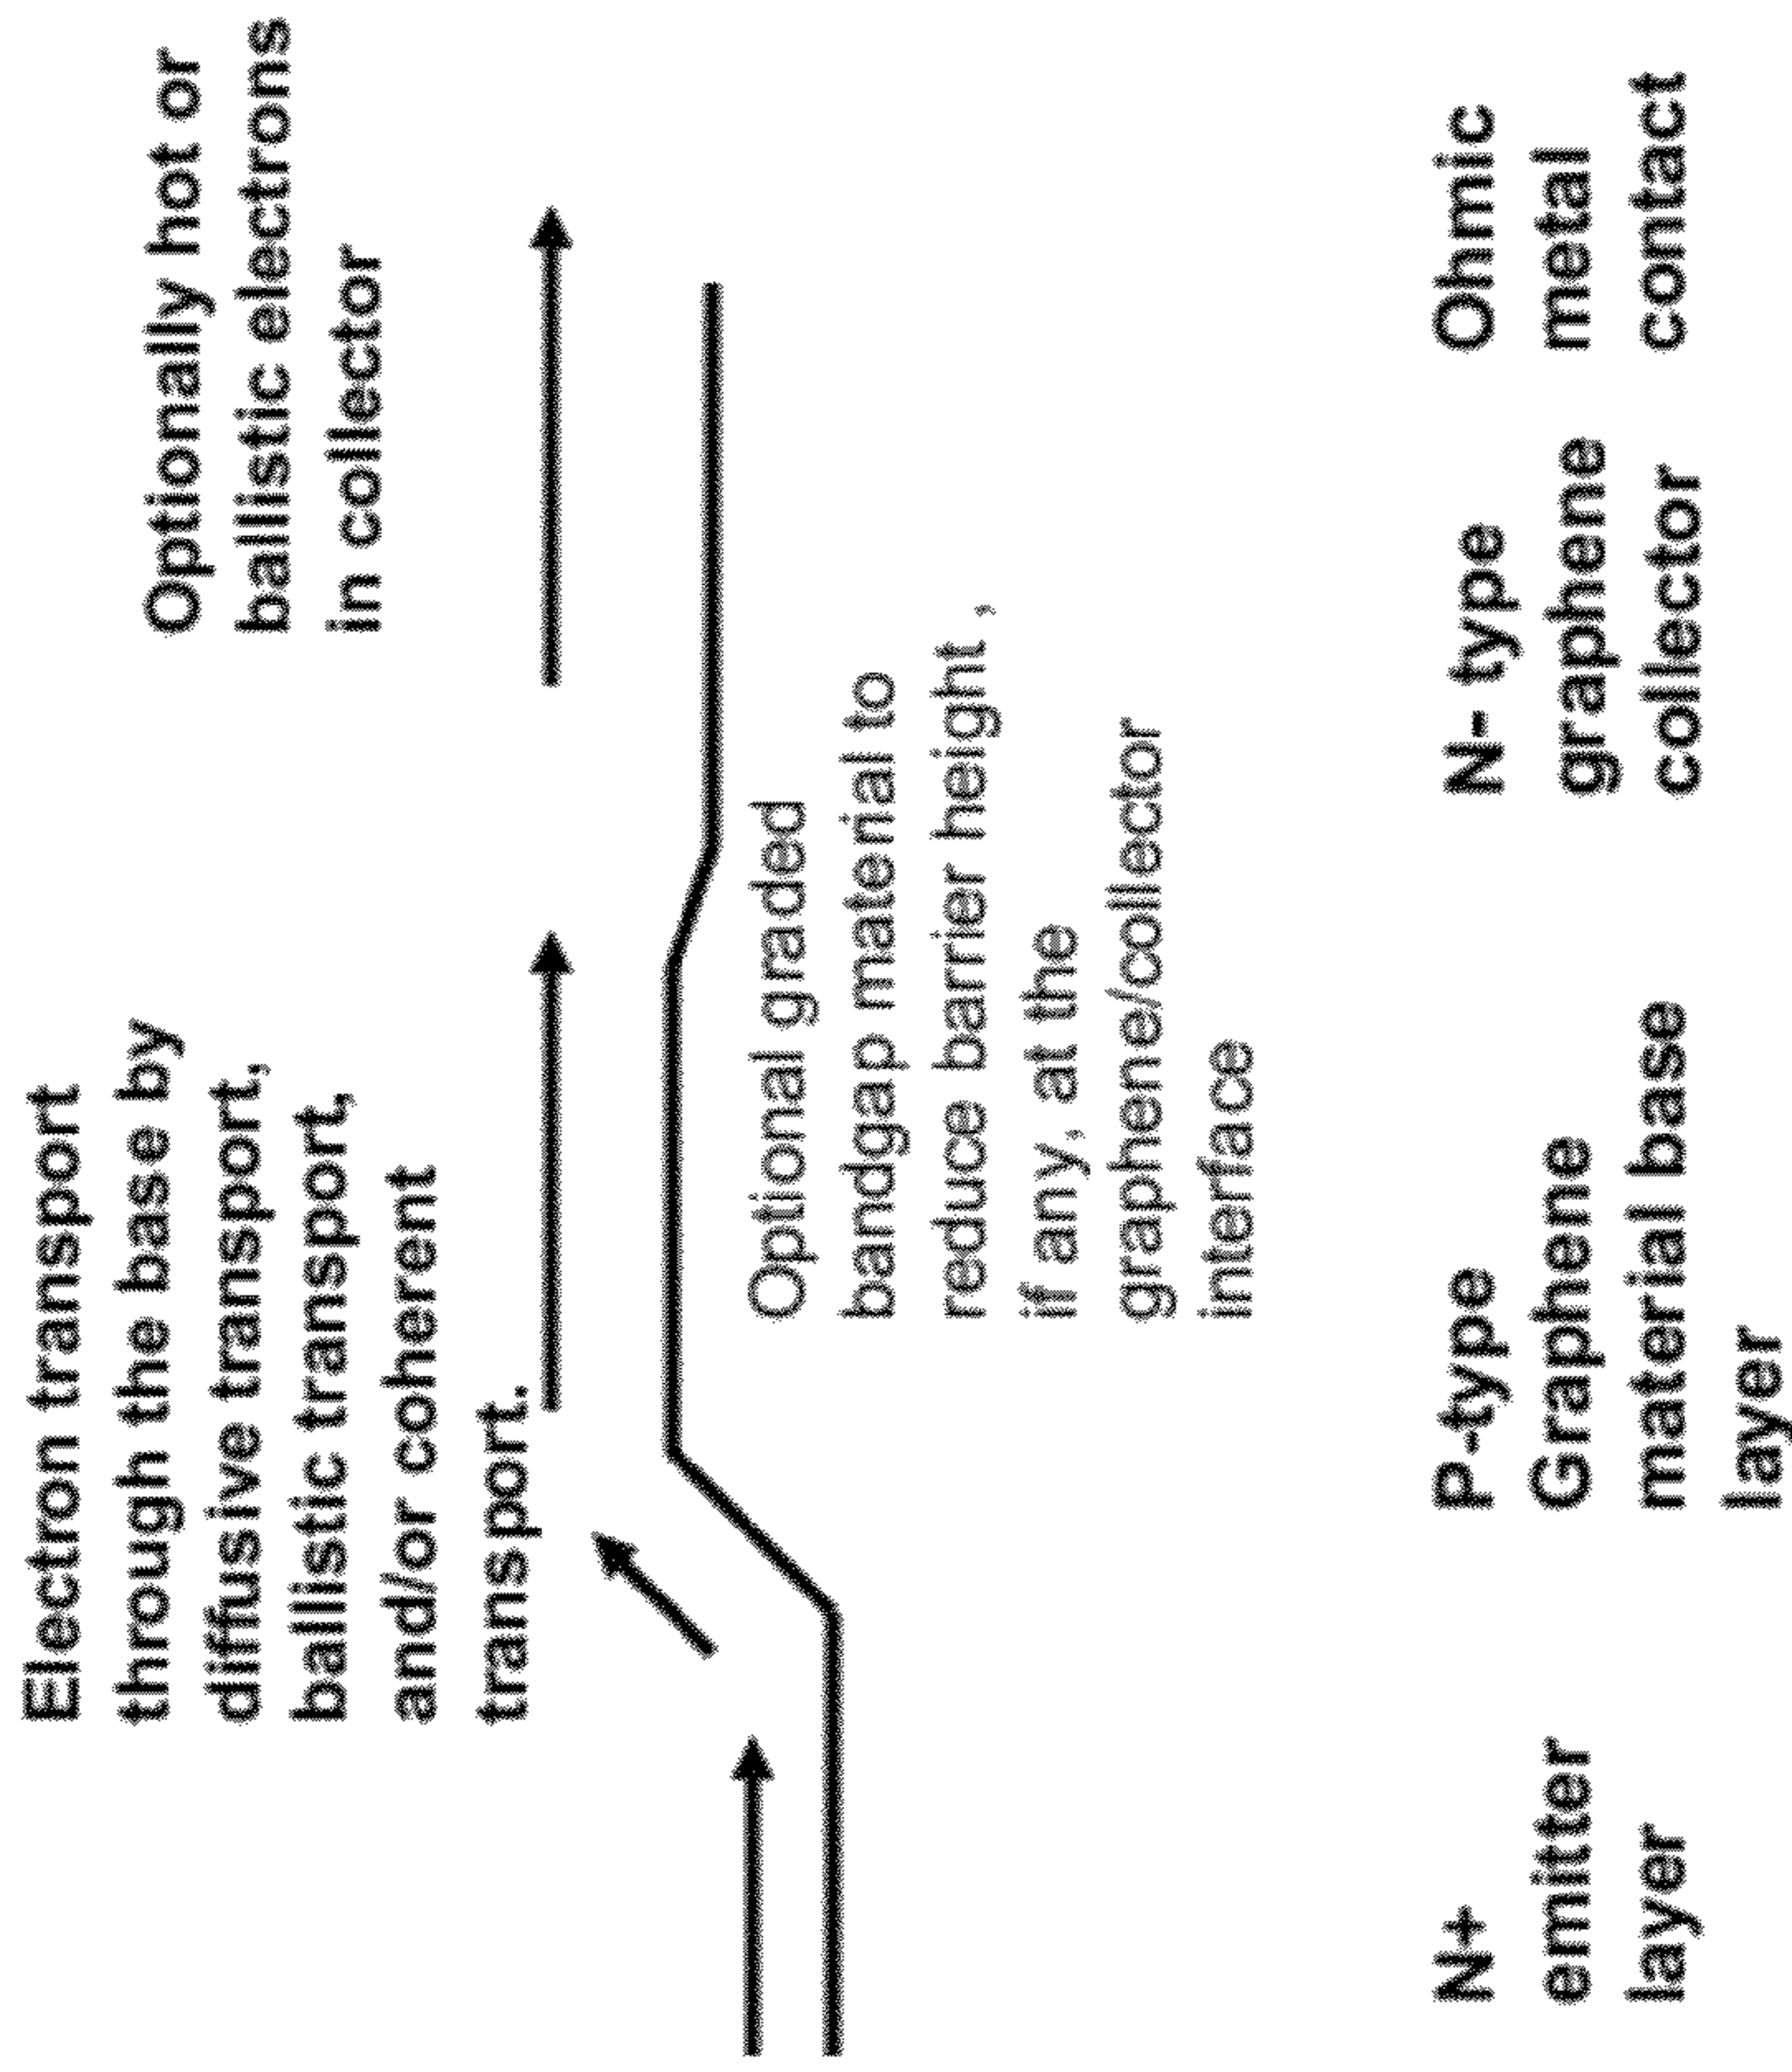 Electron transport
through the base by
diffusive transport,
ballistic transport,
and/or coherent
transport.
Optionally hot or
ballistic electrons
in collector
Optional graded
bandgap material to
reduce barrier height ,
if any, at the
graphene/collector
interface
N+
emitter
layer
P-type
Graphene
material base
layer
N- type
graphene
collector
Ohmic
metal
contact